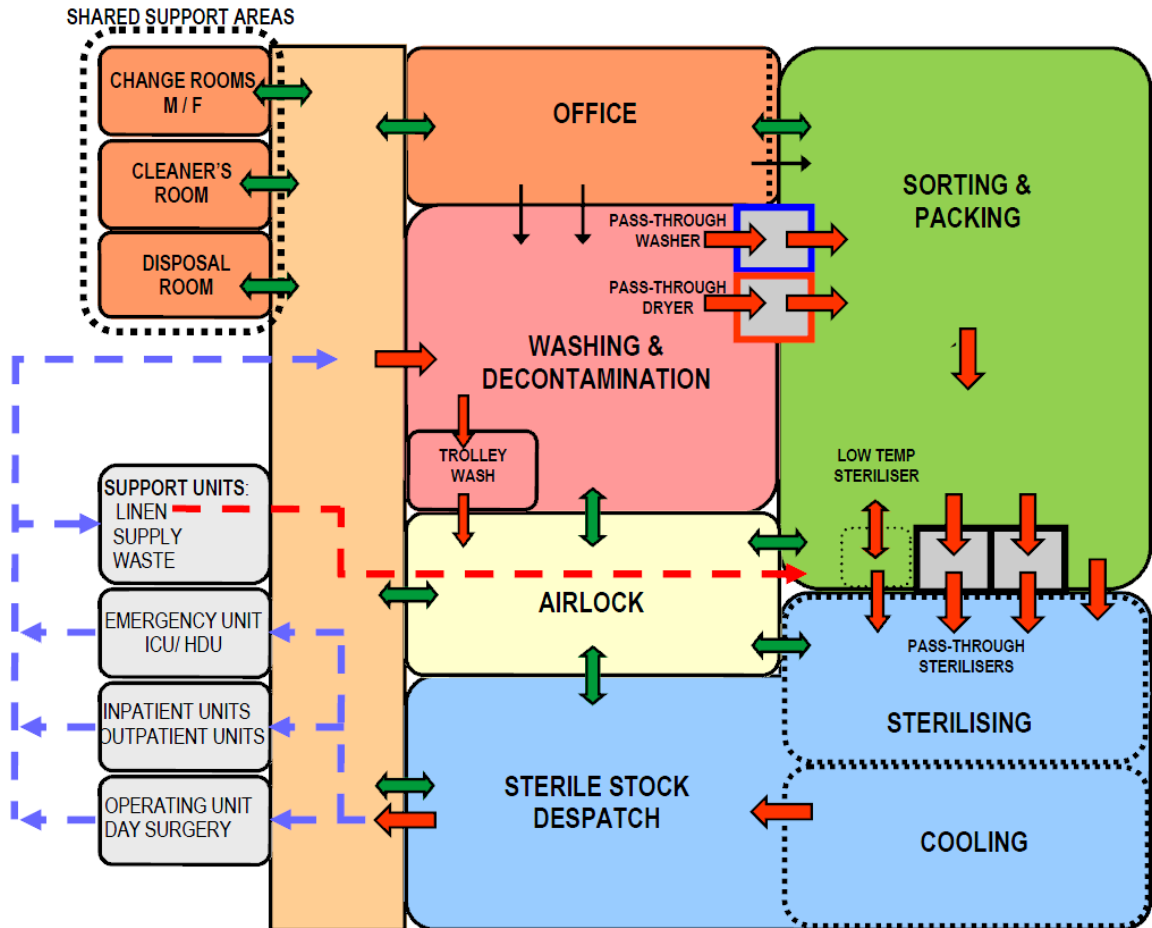 SHARED SUPPORT AREAS
CHANGE ROOMS
M / F
CLEANER'S
ROOM
DISPOSAL
ROOM
OFFICE
SORTING &
PACKING
PASS-THROUGH
WASHER
PASS-THROUGH
DRYER
WASHING &
DECONTAMINATION
TROLLEY
WASH
LOW TEMP
STERILISER
SUPPORT UNITS:
LINEN
SUPPLY
WASTE
AIRLOCK
EMERGENCY UNIT
ICU/ HDU
PASS-THROUGH
STERILISERS
INPATIENT UNITS
OUTPATIENT UNITS
STERILISING
OPERATING UNIT
DAY SURGERY
STERILE STOCK
DESPATCH
COOLING